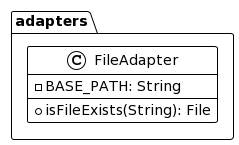 adapters
C FileAdapter
BASE_PATH: String
isFileExists(String): File